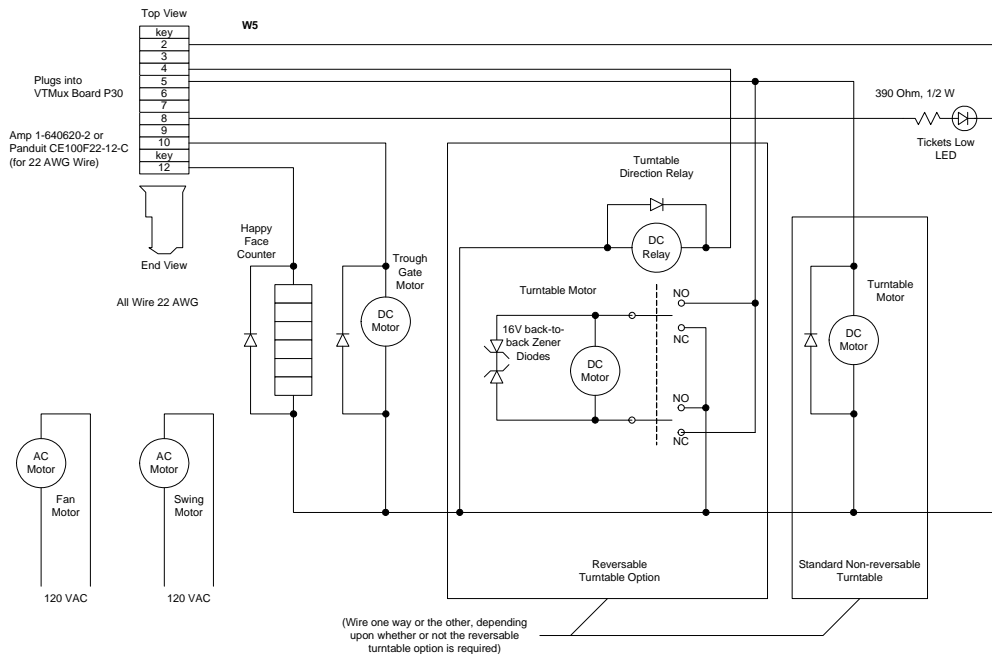 Top View
W5
key
2
3
4
5
6
7
8
9
10
key
12
Plugs into
VTMux Board P30
Amp 1-640620-2 or
Panduit CE100F22-12-C
(for 22 AWG Wire)
End View
All Wire 22 AWG
390 Ohm, 1/2 W
Tickets Low
LED
Turntable
Direction Relay
DC
Relay
Happy
Face
Counter
Trough
Gate
Motor
DC
Motor
Turntable Motor
16V back-to-
back Zener
Diodes
DC
Motor
NO
NC
NO
NC
Turntable
Motor
DC
Motor
AC
Motor
Fan
Motor
120 VAC
AC
Motor
Swing
Motor
120 VAC
Reversable
Turntable Option
Standard Non-reversable
Turntable
(Wire one way or the other, depending
upon whether or not the reversable
turntable option is required)